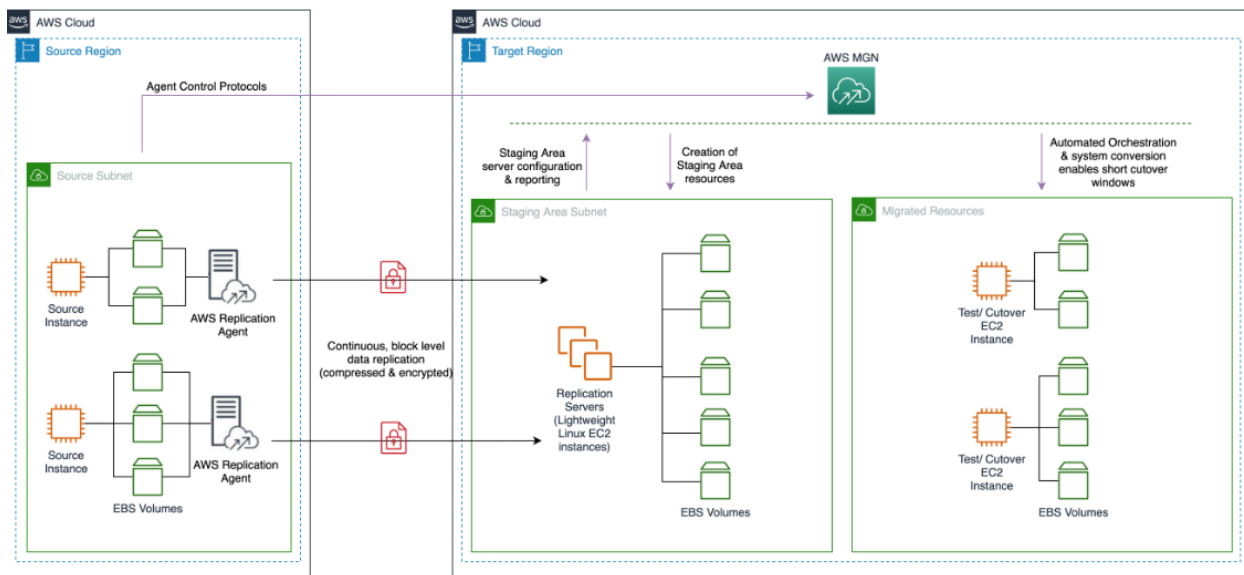 aws
AWS Cloud
Source Region
Agent Control Protocols
Source Subnet
Source
Instance
AWS Replication
Agent
Source
Instance
AWS Replication
Agent
EBS Volumes
Continuous, block level
data replication
(compressed & encrypted)
aws
AWS Cloud
Target Region
AWS MGN
Staging Area
server configuration
& reporting
Creation of
Staging Area
resources
Automated Orchestration
& system conversion
enables short cutover
windows
Staging Area Subnet
Replication
Servers
(Lightweight
Linux EC2
instances)
EBS Volumes
Migrated Resources
Test/ Cutover
EC2
Instance
Test/ Cutover
EC2
Instance
EBS Volumes